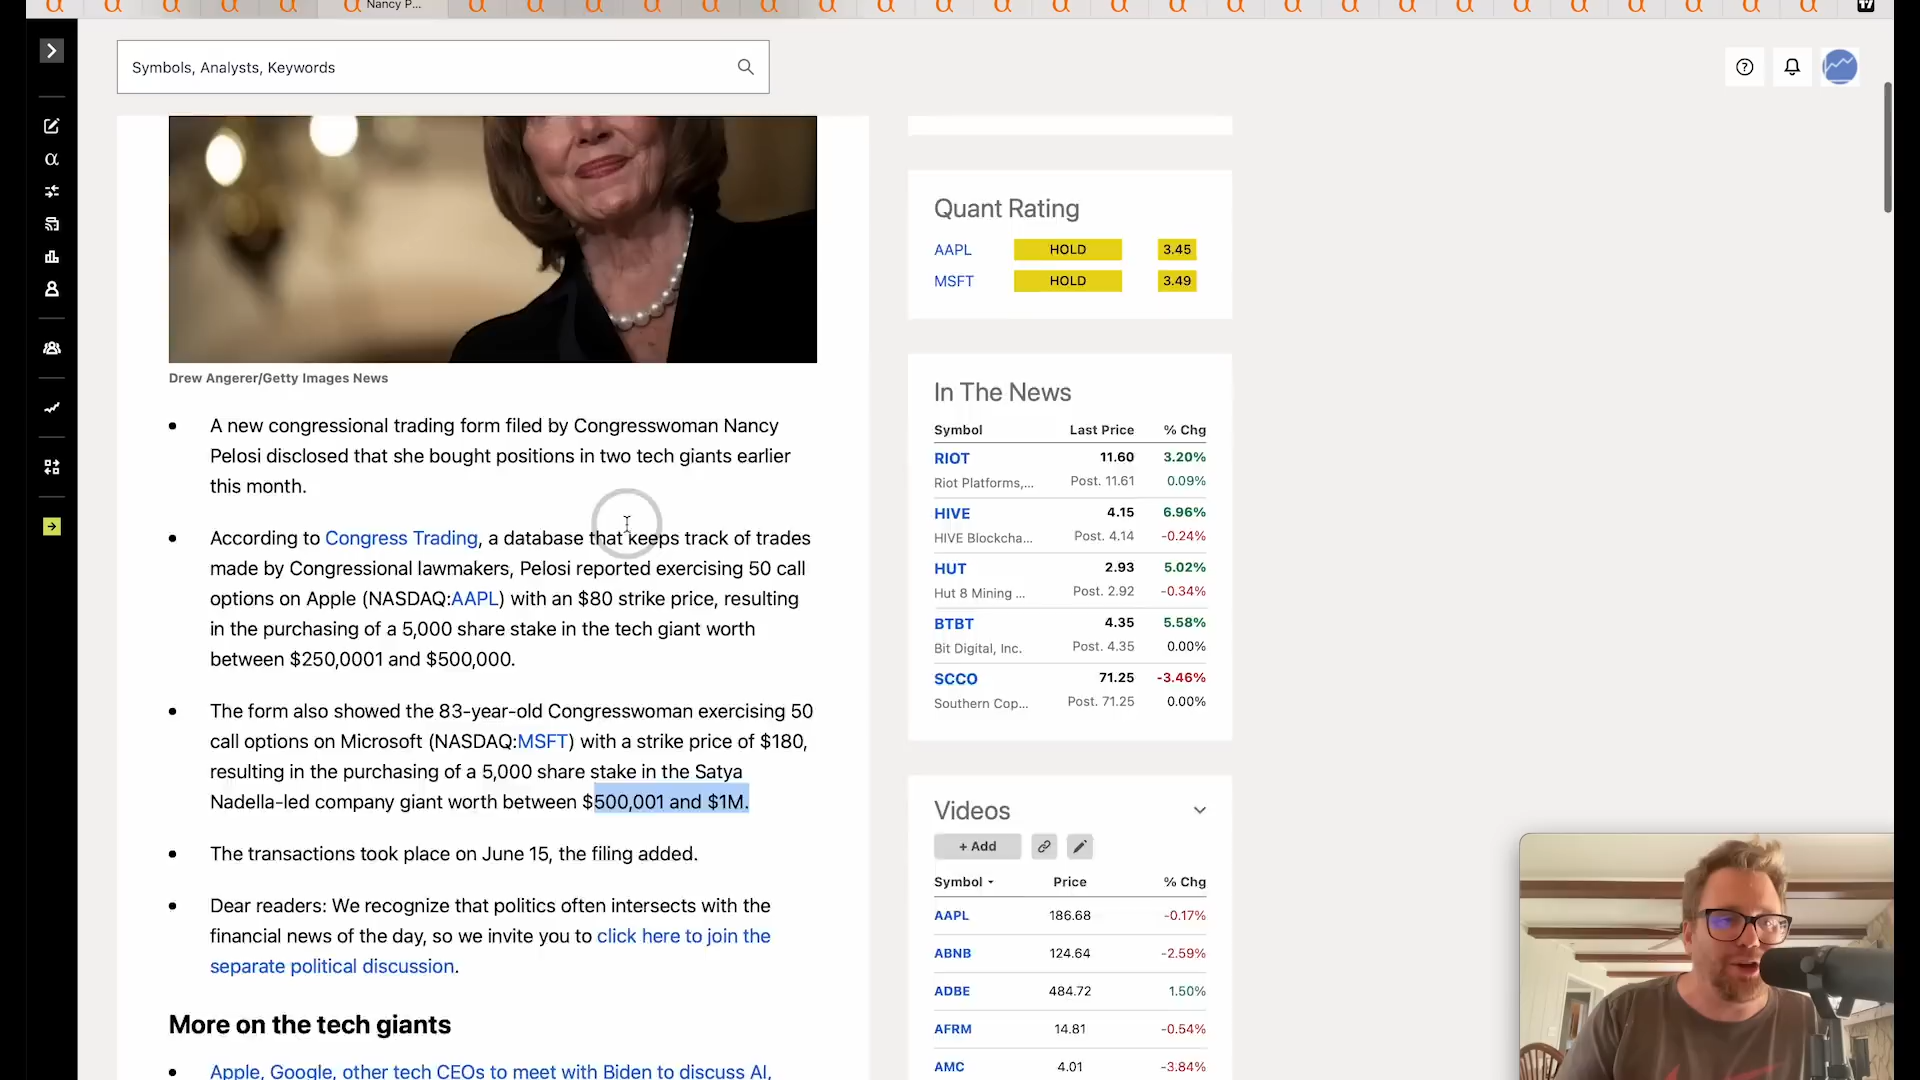 Nancy P...
Symbols, Analysts, Keywords
Drew Angerer/Getty Images News
A new congressional trading form filed by Congresswoman Nancy
Pelosi disclosed that she bought positions in two tech giants earlier
this month.
According to Congress Trading, a database that keeps track of trades
made by Congressional lawmakers, Pelosi reported exercising 50 call
options on Apple (NASDAQ:AAPL) with an $80 strike price, resulting
in the purchasing of a 5,000 share stake in the tech giant worth
between $250,0001 and $500,000.
The form also showed the 83-year-old Congresswoman exercising 50
call options on Microsoft (NASDAQ:MSFT) with a strike price of $180,
resulting in the purchasing of a 5,000 share stake in the Satya
Nadella-led company giant worth between $500,001 and $1M.
The transactions took place on June 15, the filing added.
Dear readers: We recognize that politics often intersects with the
financial news of the day, so we invite you to click here to join the
separate political discussion.
More on the tech giants
Apple, Google, other tech CEOs to meet with Biden to discuss AI,
Quant Rating
AAPL HOLD 3.45
MSFT HOLD 3.49
In The News
Symbol Last Price % Chg
RIOT 11.60 3.20%
Riot Platforms,... Post. 11.61 0.09%
HIVE 4.15 6.96%
HIVE Blockcha... Post. 4.14 -0.24%
HUT 2.93 5.02%
Hut 8 Mining ... Post. 2.92 -0.34%
BTBT 4.35 5.58%
Bit Digital, Inc. Post. 4.35 0.00%
SCCO 71.25 -3.46%
Southern Cop... Post. 71.25 0.00%
Videos
+ Add
Symbol Price % Chg
AAPL 186.68 -0.17%
ABNB 124.64 -2.59%
ADBE 484.72 1.50%
AFRM 14.81 -0.54%
AMC 4.01 -3.84%